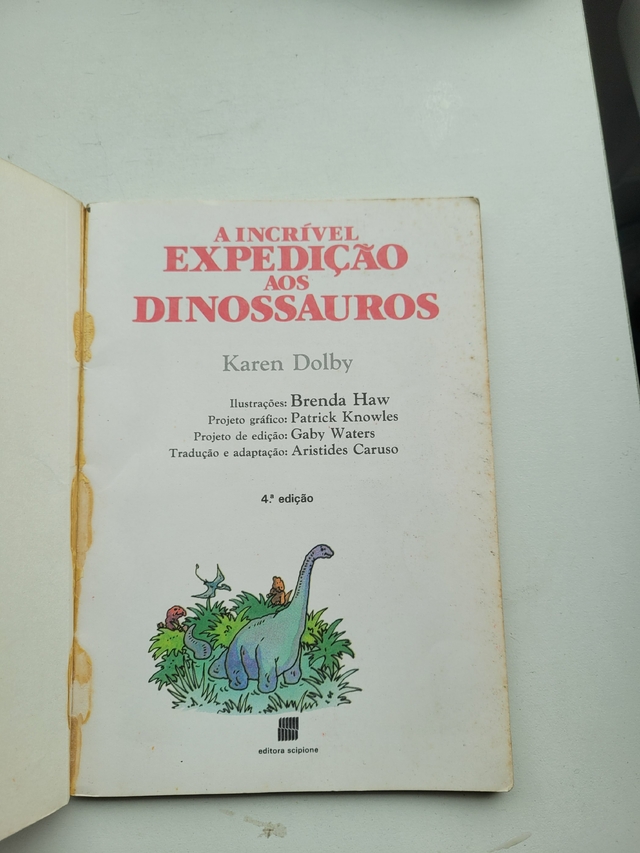 A INCRÍVEL
EXPEDIÇÃO
AOS
DINOSSAUROS
Karen Dolby
Ilustrações: Brenda Haw
Projeto gráfico: Patrick Knowles
Projeto de edição: Gaby Waters
Tradução e adaptação: Aristides Caruso
4.ª edição
editora scipione